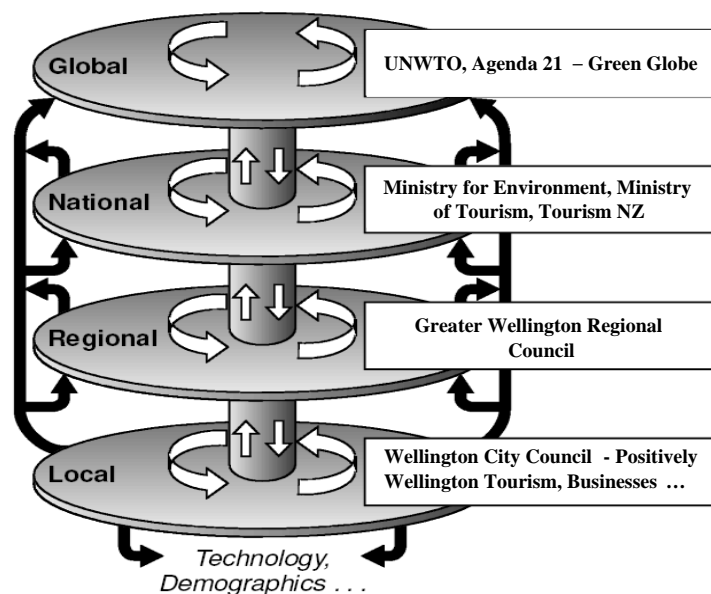 Global
UNWTO, Agenda 21 – Green Globe
National
Ministry for Environment, Ministry
of Tourism, Tourism NZ
Regional
Greater Wellington Regional
Council
Local
Wellington City Council - Positively
Wellington Tourism, Businesses …
Technology,
Demographics . . .